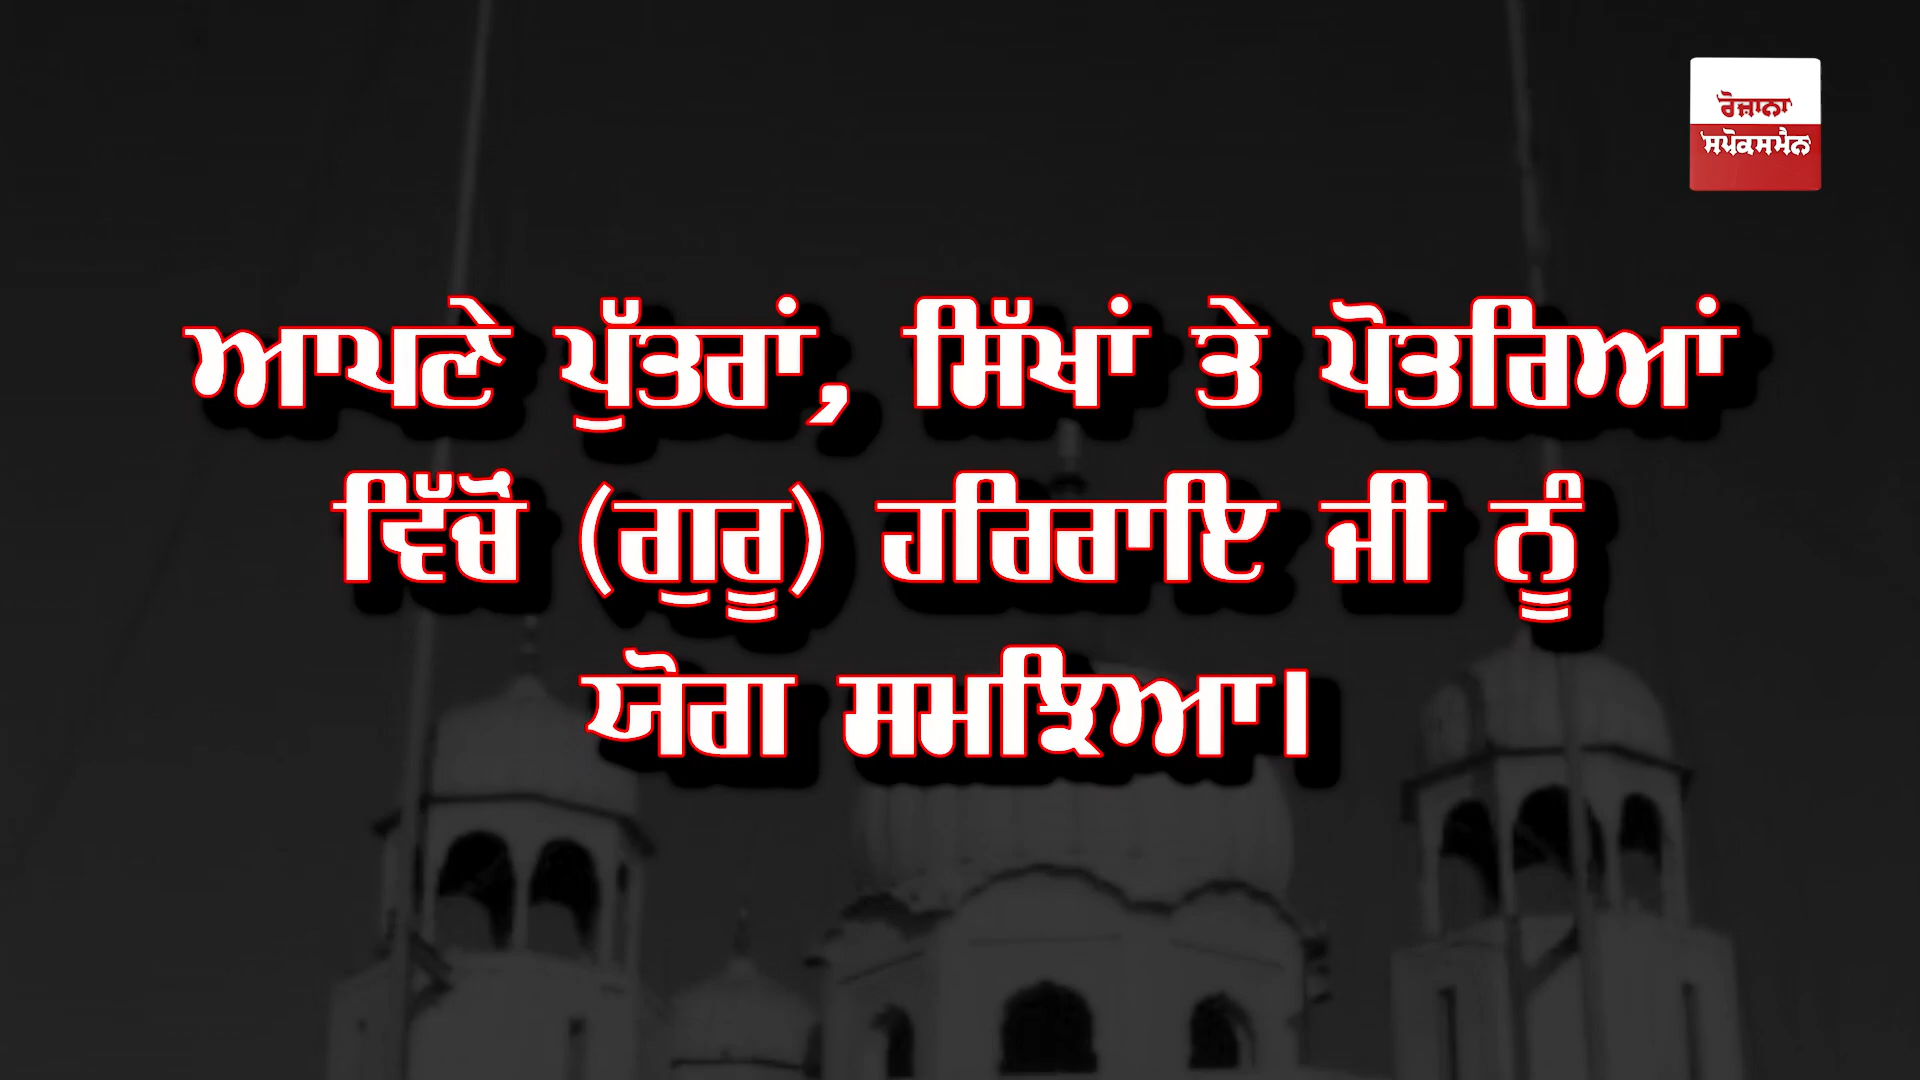 ਰੋਜ਼ਾਨਾ
ਸਪੋਕਸਮੈਨ
ਆਪਣੇ ਪੁੱਤਰਾਂ, ਸਿੱਖਾਂ ਤੇ ਪੋਤਰਿਆਂ
ਵਿੱਚੋਂ (ਗੁਰੂ) ਹਰਿਰਾਇ ਜੀ ਨੂੰ
ਯੋਗ ਸਮਝਿਆ।